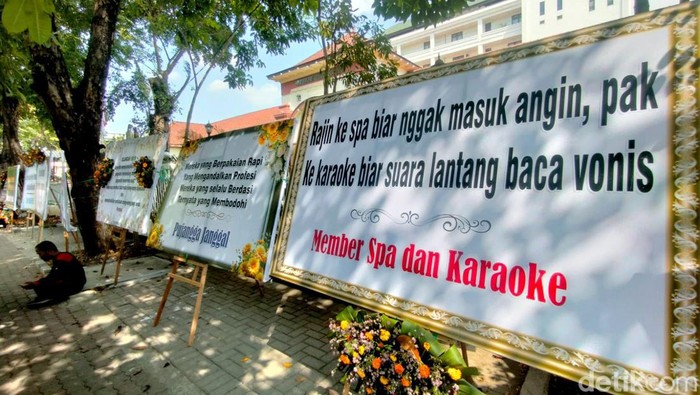 Rajin ke spa biar nggak masuk angin, pak
Ke karaoke biar suara lantang baca vonis
Member Spa dan Karaoke
Mereka yang Berpakaian Rapi
Yang Mengandalkan Profesi
Mereka yang selalu Berdasi
Ternyata yang Membodohi
Pujangga Janggal
detikcom